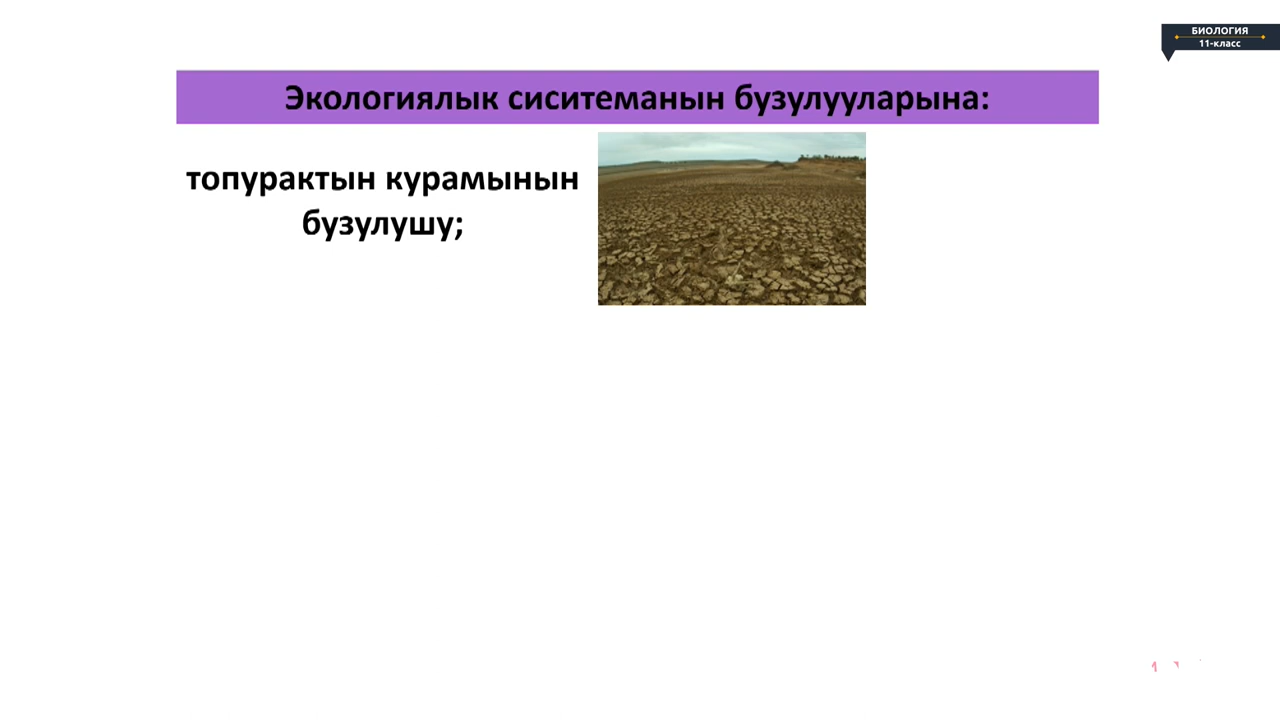 БИОЛОГИЯ
11-класс
Экологиялык сиситеманын бузулууларына:
топурактын курамынын
бузулушу;